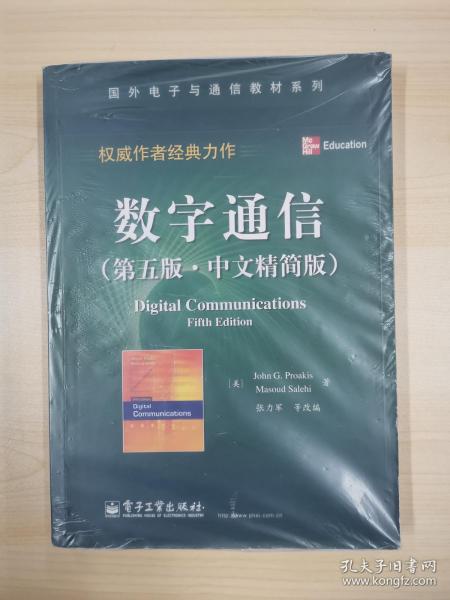 国外电子与通信教材系列
权威作者经典力作
Mc
Graw
Hill
Education
数字通信
（第五版·中文精简版）
Digital Communications
Fifth Edition
[美]
John G. Proakis
Masoud Salehi
著
张力军 等改编
Digital
Communications
电子工业出版社
PUBLISHING HOUSE OF ELECTRONICS INDUSTRY
http://www.phei.com.cn
孔夫子旧书网
www.kongfz.com